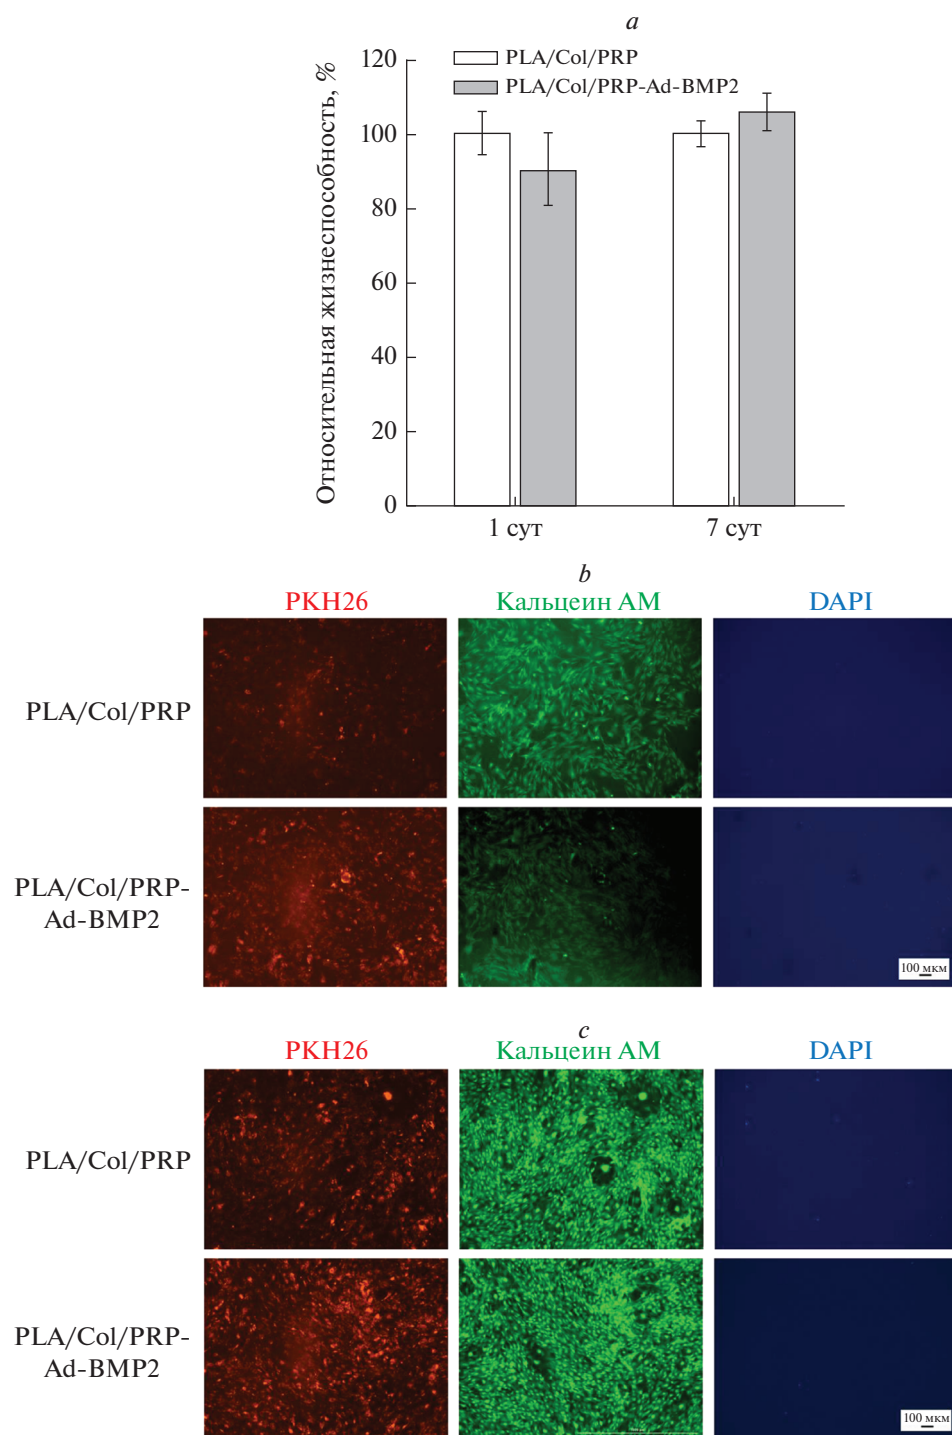 a
PLA/Col/PRP
PLA/Col/PRP-Ad-BMP2
Относительная жизнеспособность, %
120
100
80
60
40
20
0
1 сут
7 сут
b
PKH26
Кальцеин АМ
DAPI
PLA/Col/PRP
PLA/Col/PRP-
Ad-BMP2
100 мкм
c
PKH26
Кальцеин АМ
DAPI
PLA/Col/PRP
PLA/Col/PRP-
Ad-BMP2
100 мкм